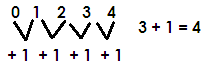 0 1 2 3 4 3 + 1 = 4
+ 1 + 1 + 1 + 1